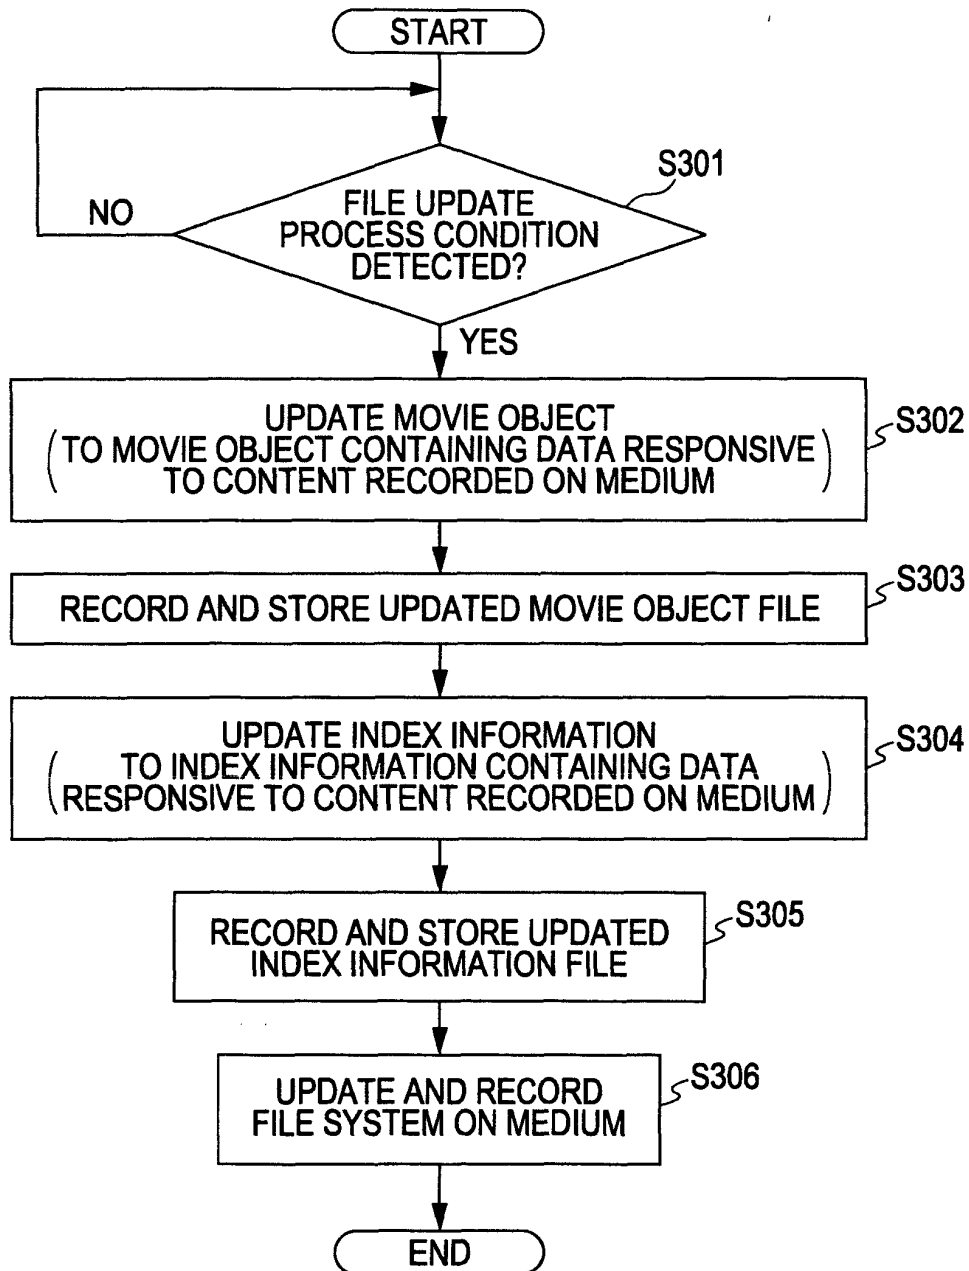 START
S301
FILE UPDATE
PROCESS CONDITION
DETECTED?
NO
YES
S302
UPDATE MOVIE OBJECT
(TO MOVIE OBJECT CONTAINING DATA RESPONSIVE
TO CONTENT RECORDED ON MEDIUM)
S303
RECORD AND STORE UPDATED MOVIE OBJECT FILE
S304
UPDATE INDEX INFORMATION
(TO INDEX INFORMATION CONTAINING DATA
RESPONSIVE TO CONTENT RECORDED ON MEDIUM)
S305
RECORD AND STORE UPDATED
INDEX INFORMATION FILE
S306
UPDATE AND RECORD
FILE SYSTEM ON MEDIUM
END